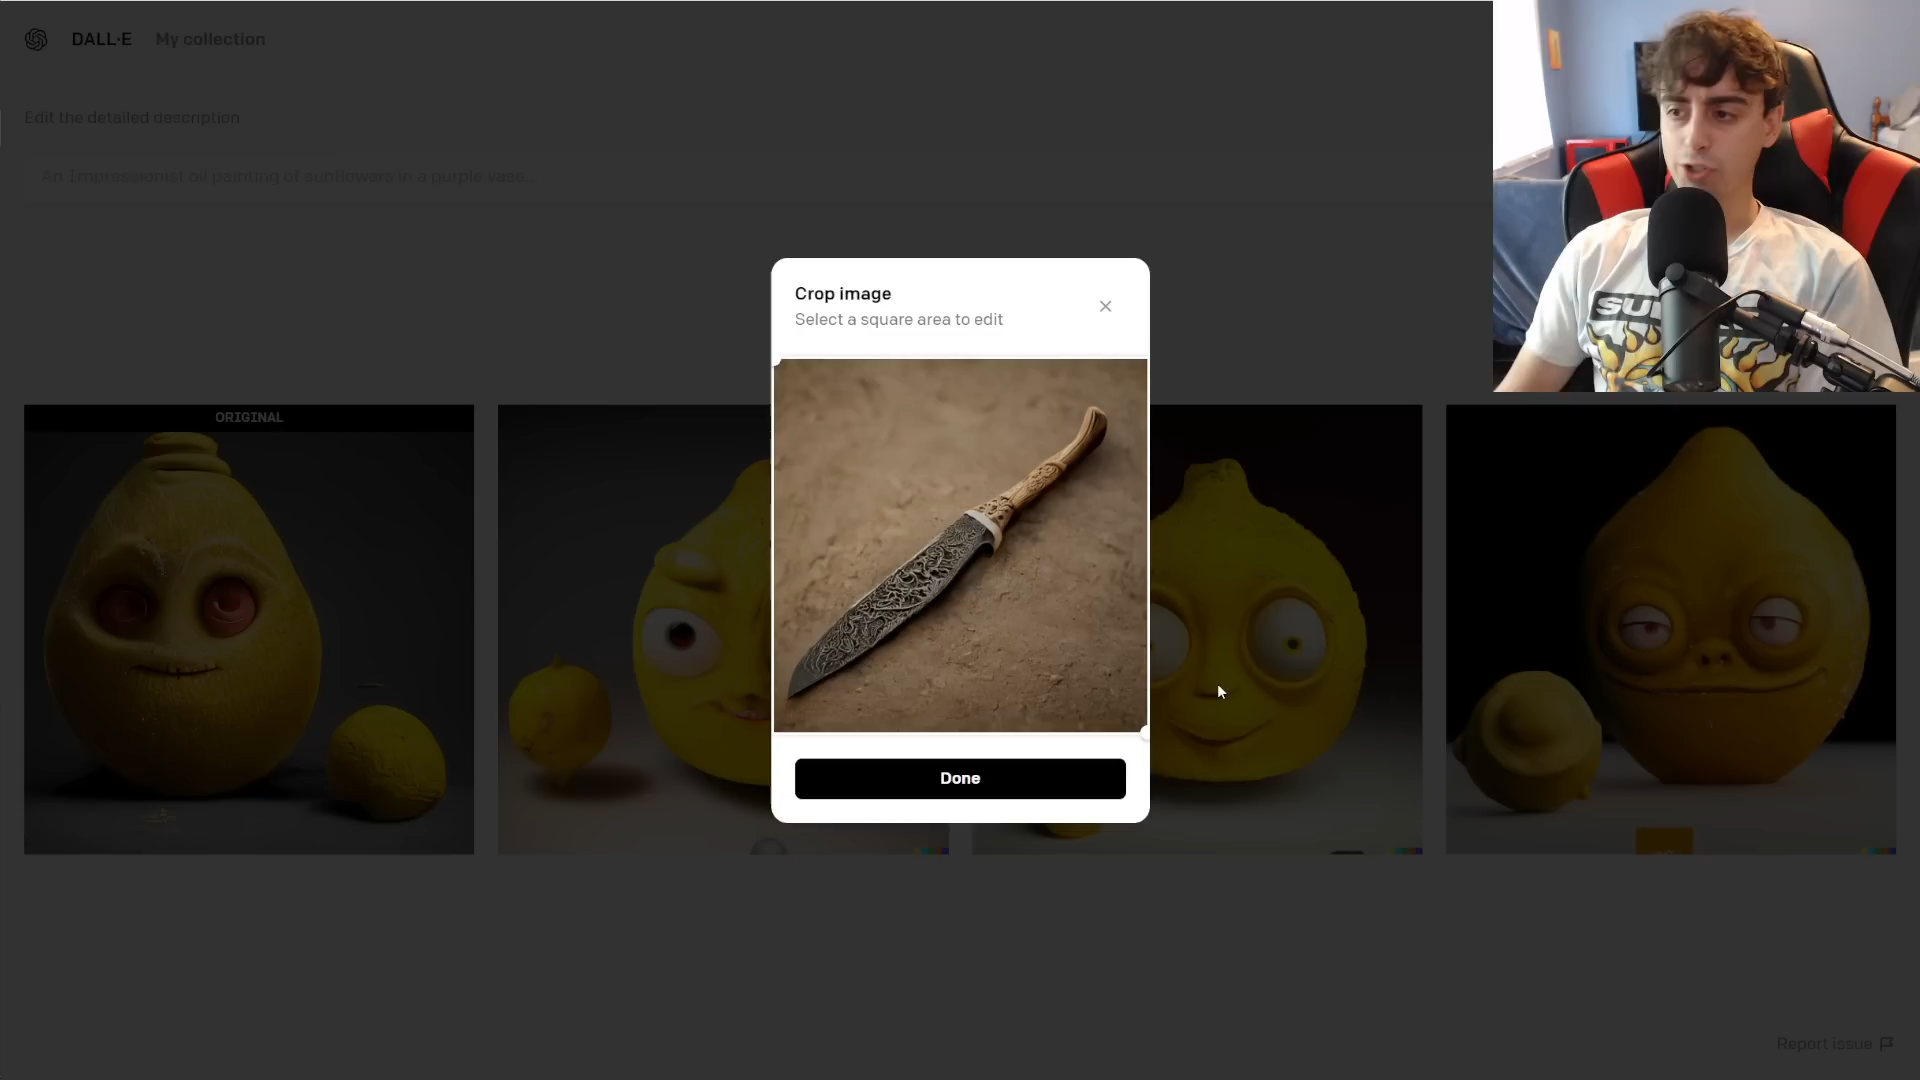 DALL·E My collection
Edit the detailed description
An Impressionist oil painting of sunflowers in a purple vase...
Crop image
Select a square area to edit
ORIGINAL
Done
Report issue